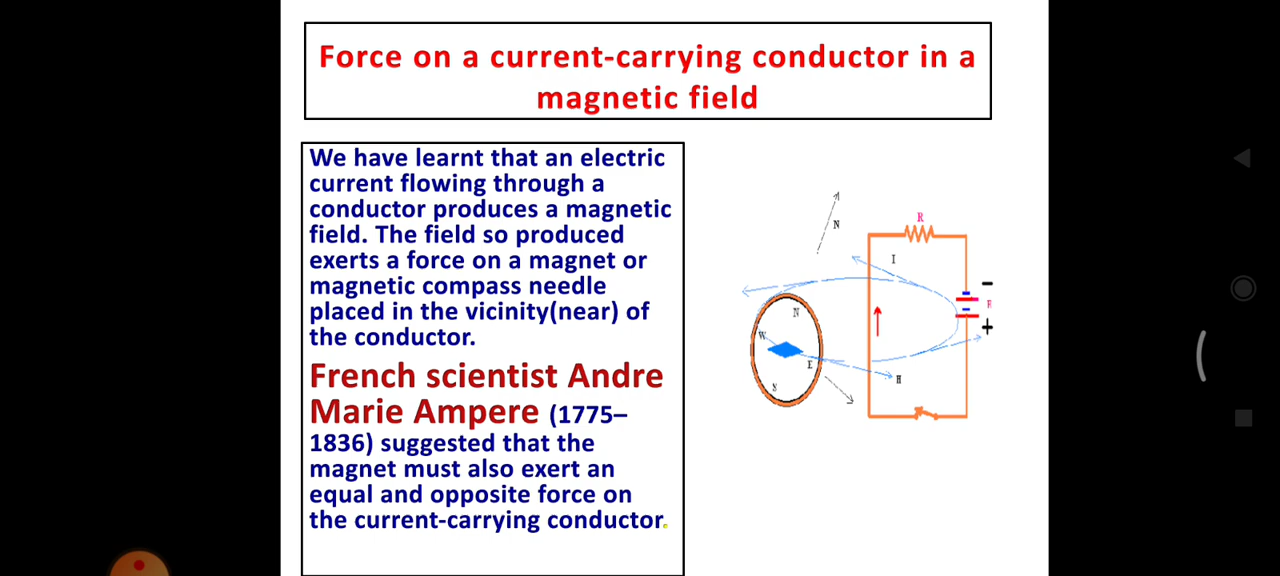 Force on a current-carrying conductor in a
magnetic field
We have learnt that an electric
current flowing through a
conductor produces a magnetic
field. The field so produced
exerts a force on a magnet or
magnetic compass needle
placed in the vicinity(near) of
the conductor.
French scientist Andre
Marie Ampere (1775–
1836) suggested that the
magnet must also exert an
equal and opposite force on
the current-carrying conductor.
N
R
I
-
+
N
W
E
S
H